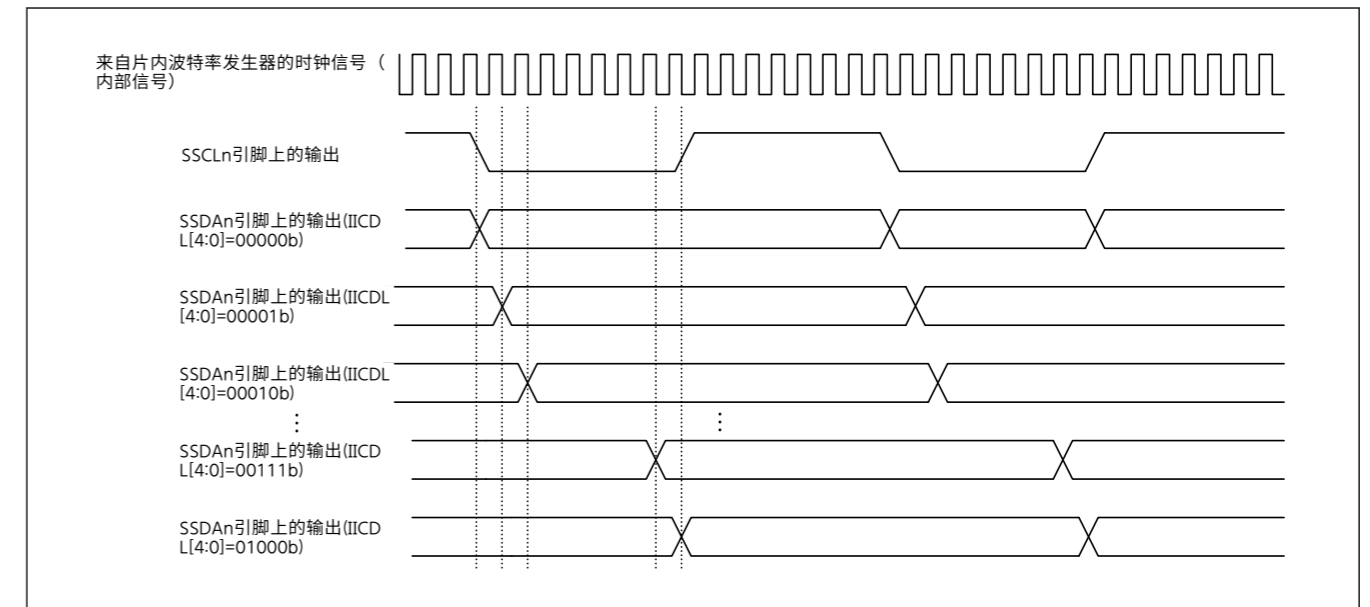 来自片内波特率发生器的时钟信号（
内部信号）
SSCLn引脚上的输出
SSDAn引脚上的输出(IICD
L[4:0]=00000b)
SSDAn引脚上的输出(IICDL
[4:0]=00001b)
SSDAn引脚上的输出(IICDL
[4:0]=00010b)
SSDAn引脚上的输出(IICD
L[4:0]=00111b)
SSDAn引脚上的输出(IICD
L[4:0]=01000b)